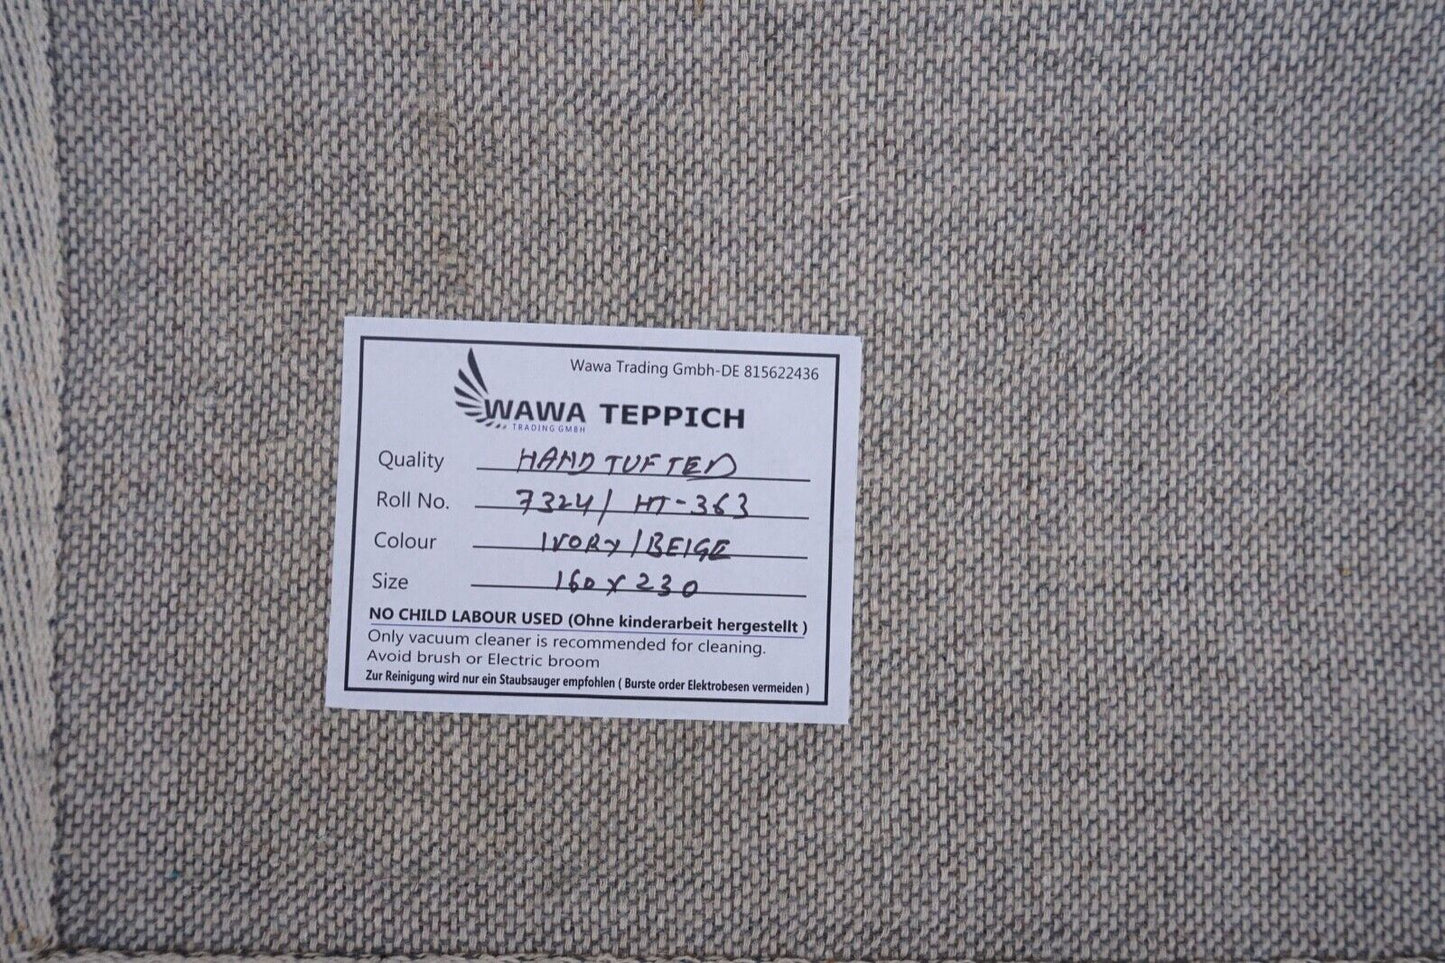 Wawa Trading Gmbh-DE 815622436
WAWA TEPPICH
TRADING GMBH
Quality HAND TUFTED
Roll No. 7324/ HT-363
Colour IVORY/BEIGE
Size 160 X 230
NO CHILD LABOUR USED (Ohne kinderarbeit hergestellt )
Only vacuum cleaner is recommended for cleaning.
Avoid brush or Electric broom
Zur Reinigung wird nur ein Staubsauger empfohlen ( Burste order Elektrobesen vermeiden )